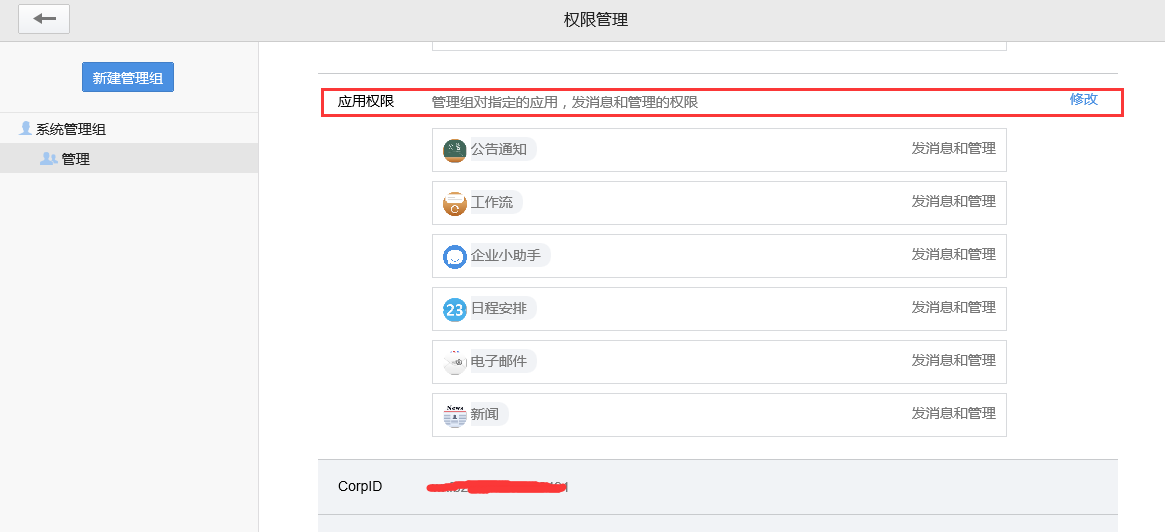 权限管理
新建管理组
系统管理组
管理
应用权限 管理组对指定的应用，发消息和管理的权限 修改
公告通知 发消息和管理
工作流 发消息和管理
企业小助手 发消息和管理
23 日程安排 发消息和管理
电子邮件 发消息和管理
News 新闻 发消息和管理
CorpID